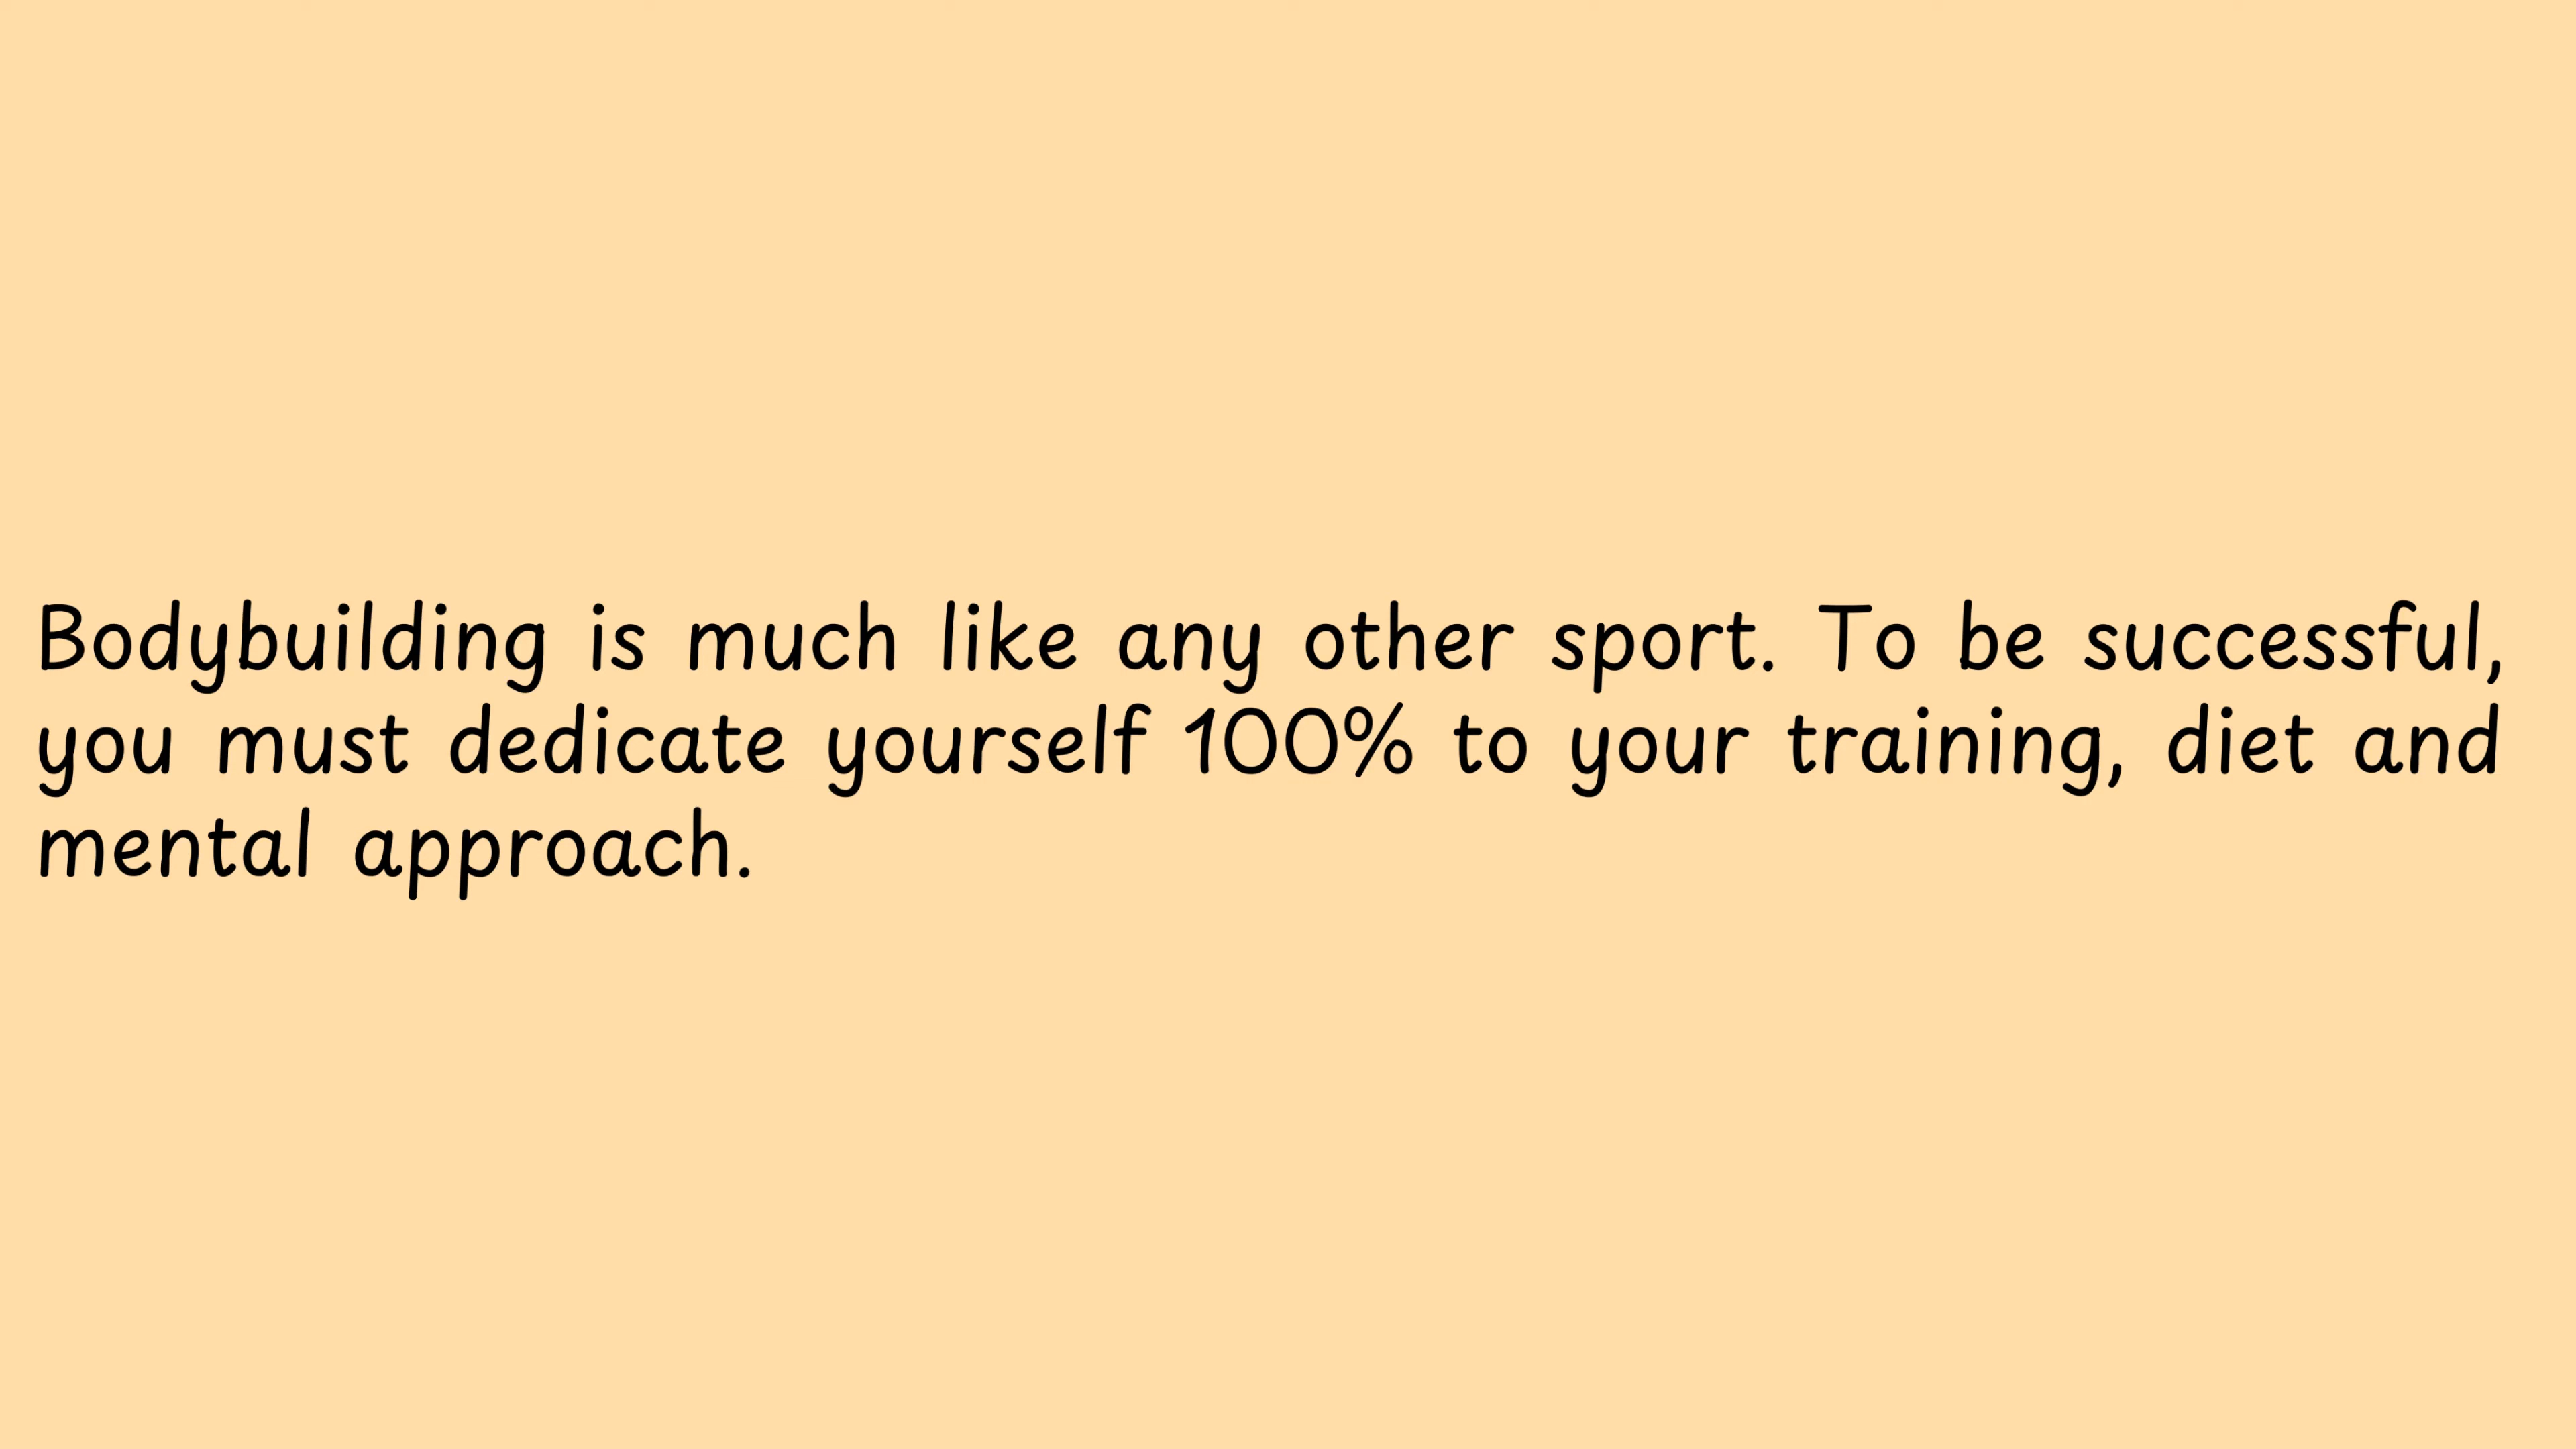 Bodybuilding is much like any other sport. To be successful,
you must dedicate yourself 100% to your training, diet and
mental approach.